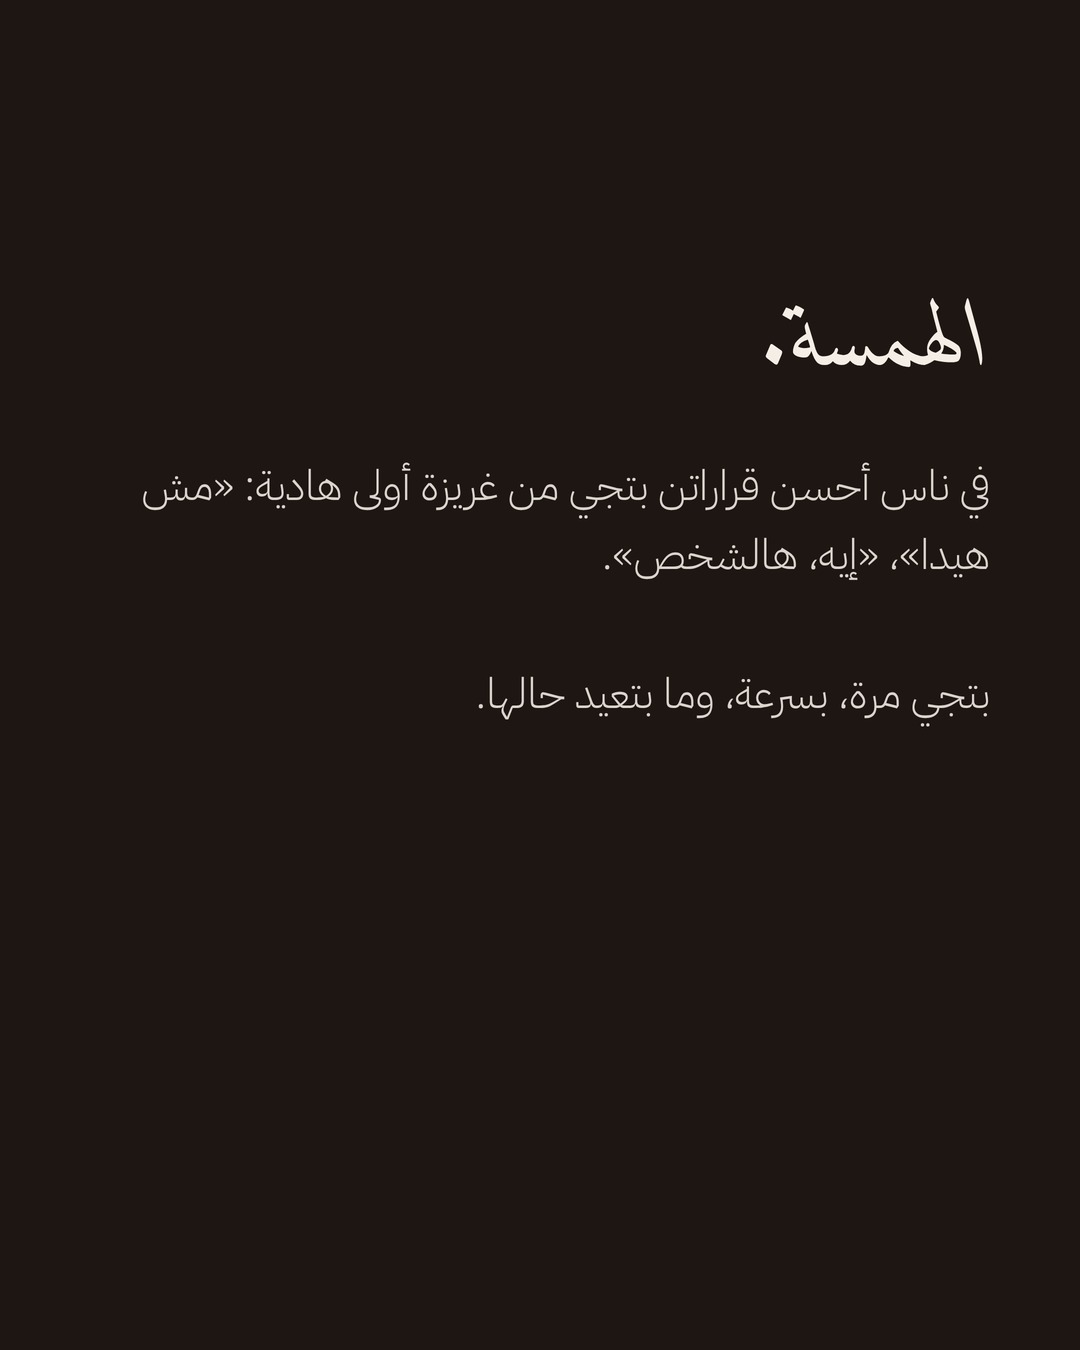 الهمسة.
في ناس أحسن قراراتن بتجي من غريزة أولى هادية: «مش
هيدا»، «إيه، هالشخص».
بتجي مرة، بسرعة، وما بتعيد حالها.